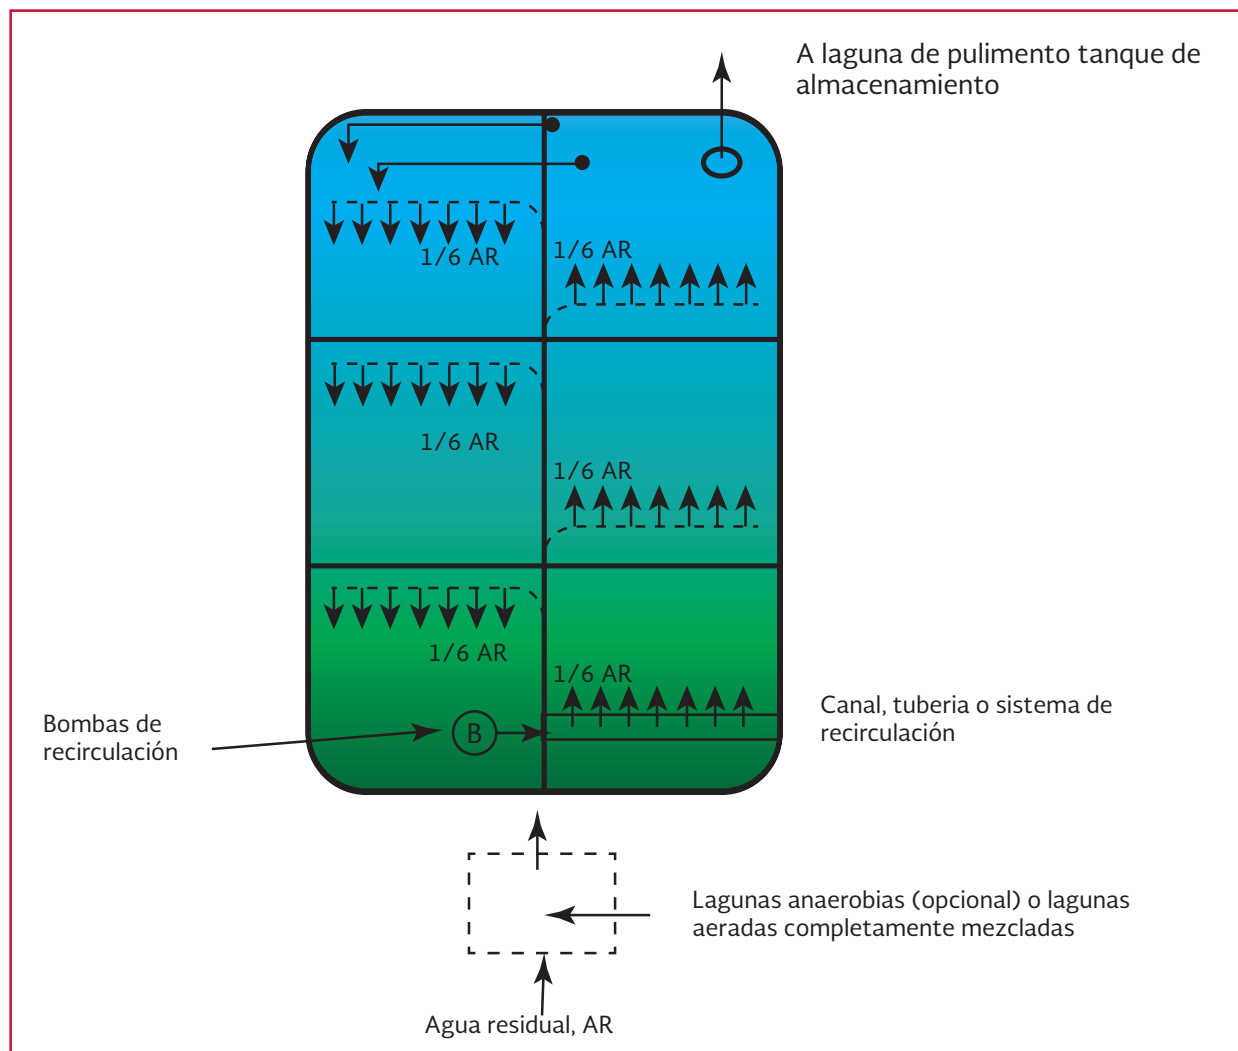 A laguna de pulimento tanque de
almacenamiento
1/6 AR
1/6 AR
1/6 AR
1/6 AR
1/6 AR
1/6 AR
Bombas de
recirculación
B
Canal, tuberia o sistema de
recirculación
Lagunas anaerobias (opcional) o lagunas
aeradas completamente mezcladas
Agua residual, AR